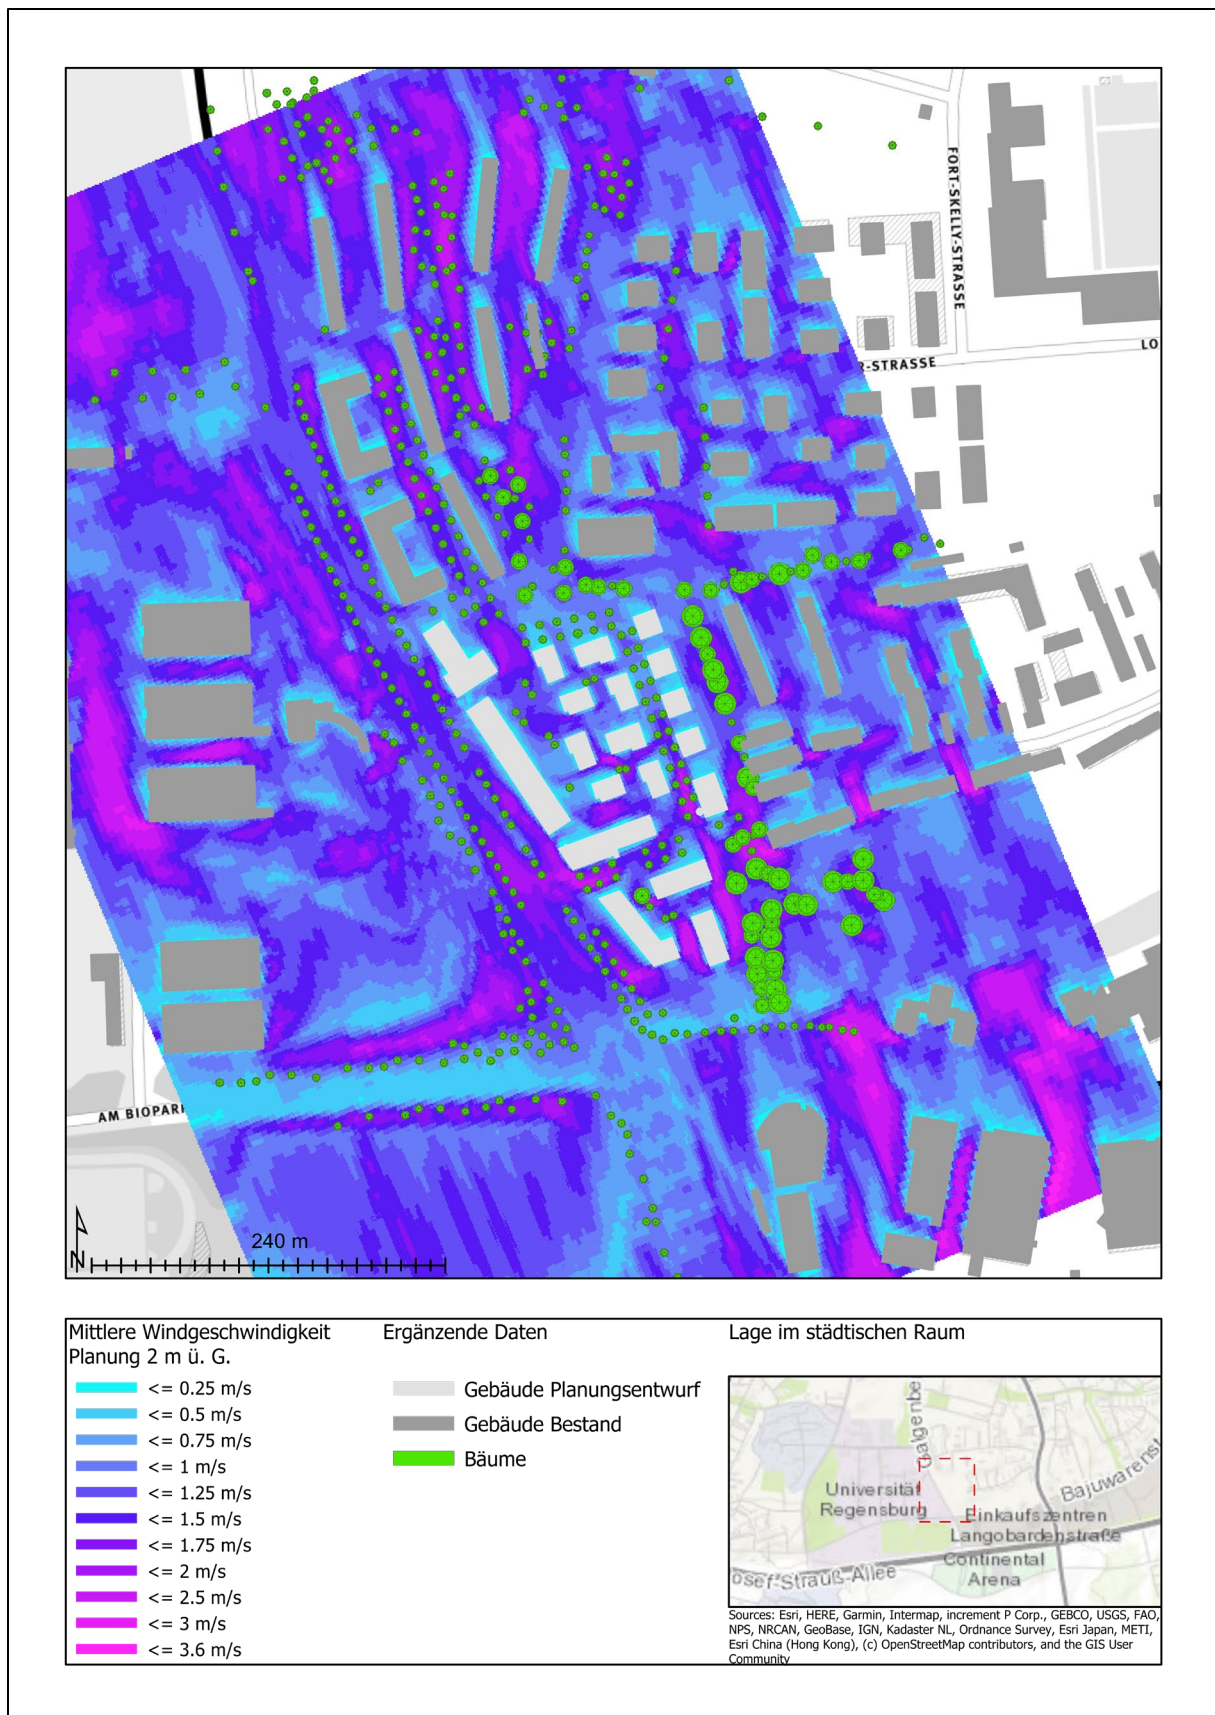 FORT-SKELLY-STRASSE
LO
R-STRASSE
AM BIOPARK
N
240 m
Mittlere Windgeschwindigkeit
Planung 2 m ü. G.
<= 0.25 m/s
<= 0.5 m/s
<= 0.75 m/s
<= 1 m/s
<= 1.25 m/s
<= 1.5 m/s
<= 1.75 m/s
<= 2 m/s
<= 2.5 m/s
<= 3 m/s
<= 3.6 m/s
Ergänzende Daten
Gebäude Planungsentwurf
Gebäude Bestand
Bäume
Lage im städtischen Raum
Galgenbe
Universität
Regensburg
Bajuwarenst
Einkaufszentren
Langobardenstraße
Continental
Arena
osef-Strauß-Allee
Sources: Esri, HERE, Garmin, Intermap, increment P Corp., GEBCO, USGS, FAO,
NPS, NRCAN, GeoBase, IGN, Kadaster NL, Ordnance Survey, Esri Japan, METI,
Esri China (Hong Kong), (c) OpenStreetMap contributors, and the GIS User
Community